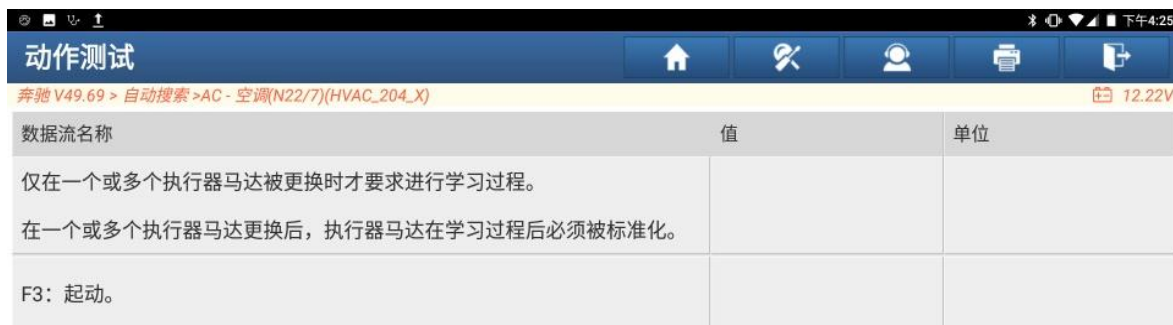 下午4:25
动作测试
奔驰 V49.69 > 自动搜索 >AC - 空调(N22/7)(HVAC_204_X)
12.22V
数据流名称 值 单位
仅在一个或多个执行器马达被更换时才要求进行学习过程。
在一个或多个执行器马达更换后，执行器马达在学习过程后必须被标准化。
F3：起动。